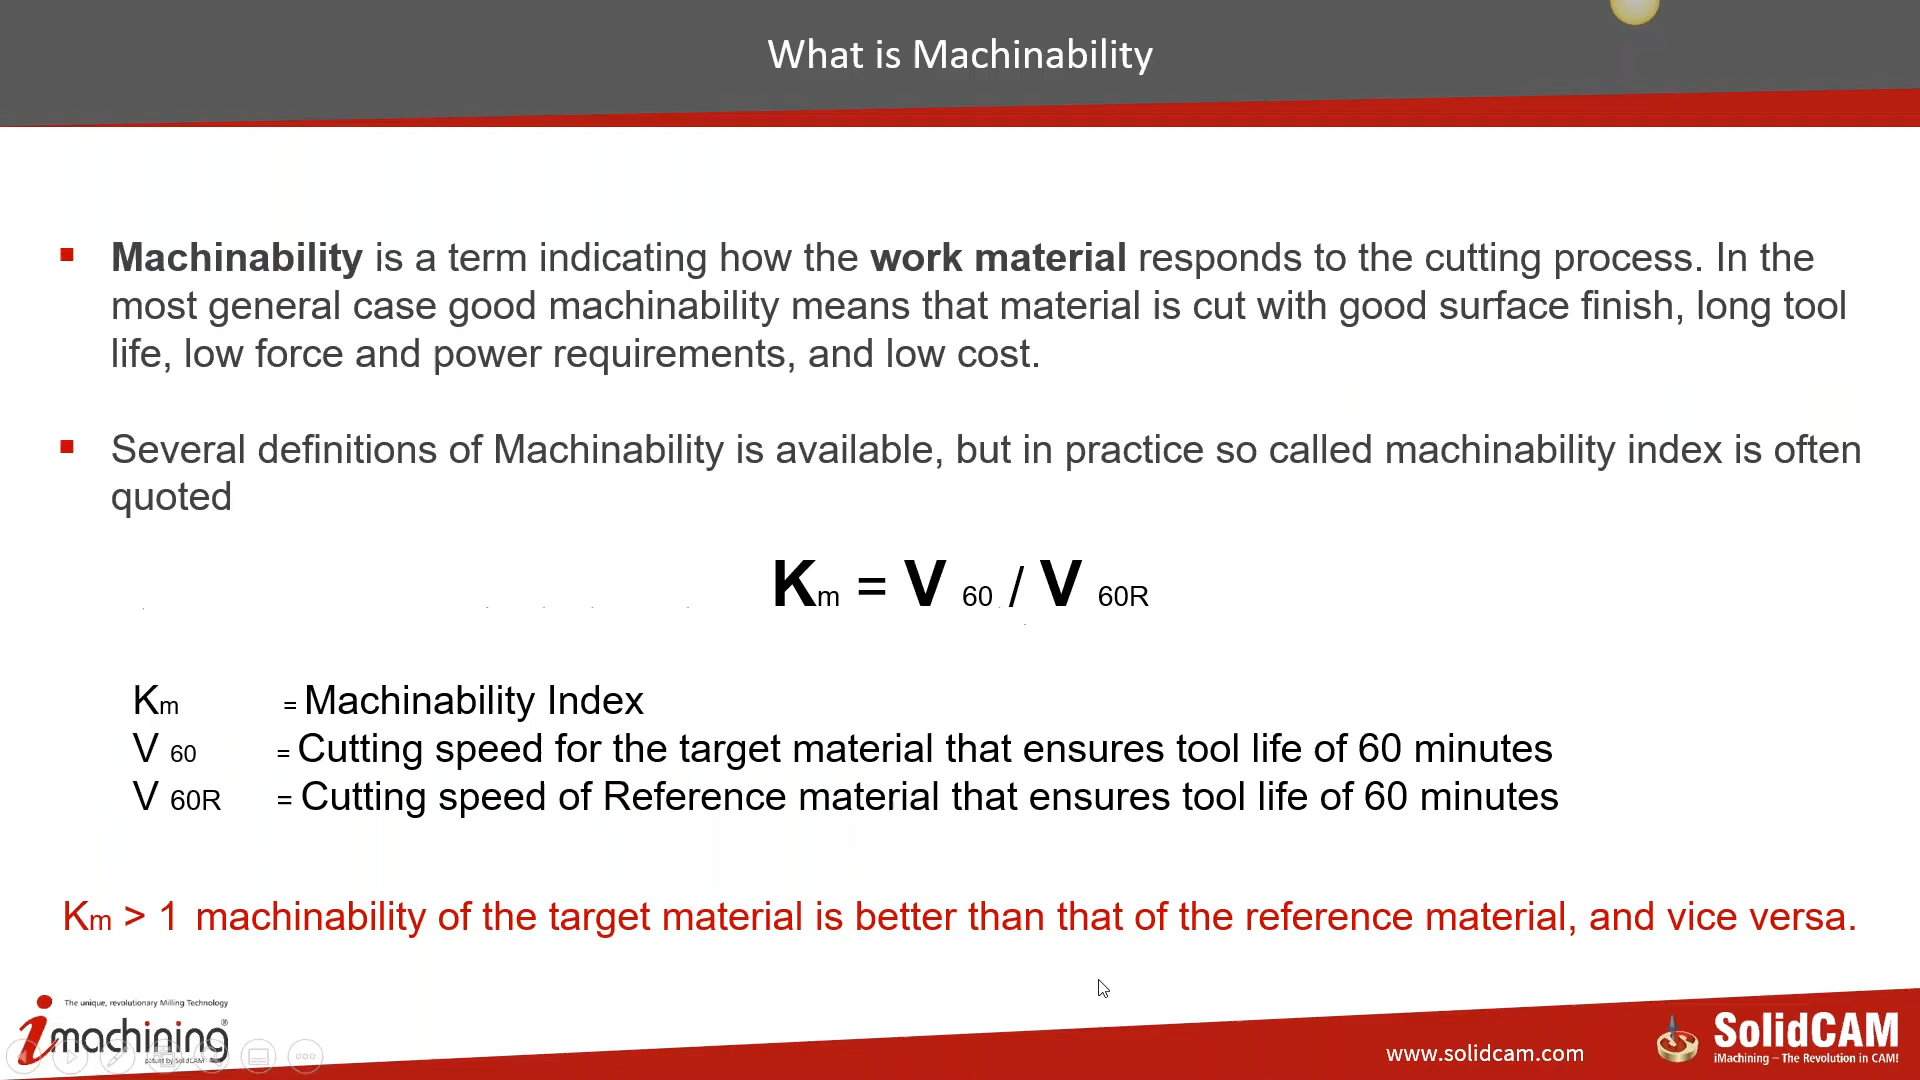 What is Machinability
Machinability is a term indicating how the work material responds to the cutting process. In the
most general case good machinability means that material is cut with good surface finish, long tool
life, low force and power requirements, and low cost.
Several definitions of Machinability is available, but in practice so called machinability index is often
quoted
Km = V 60 / V 60R
Km = Machinability Index
V 60 = Cutting speed for the target material that ensures tool life of 60 minutes
V 60R = Cutting speed of Reference material that ensures tool life of 60 minutes
Km > 1 machinability of the target material is better than that of the reference material, and vice versa.
The unique, revolutionary Milling Technology
imachining®
patent by SolidCAM
www.solidcam.com
SolidCAM
iMachining – The Revolution in CAM!